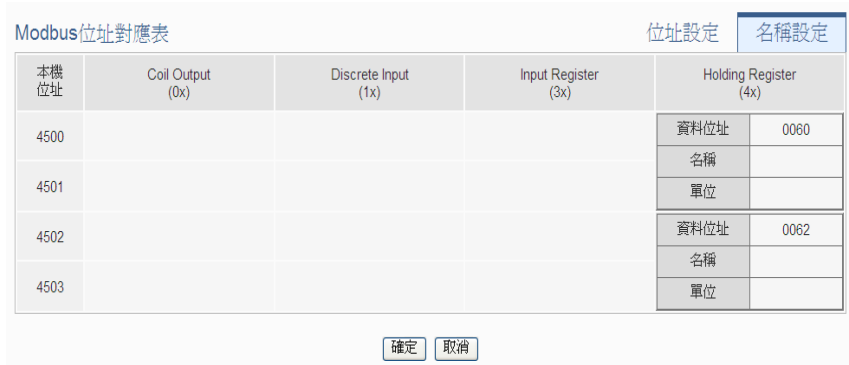 Modbus位址對應表 位址設定 名稱設定
本機 Coil Output Discrete Input Input Register Holding Register
位址 (0x) (1x) (3x) (4x)
4500 資料位址 0060
名稱
4501 單位
4502 資料位址 0062
名稱
4503 單位
確定 取消